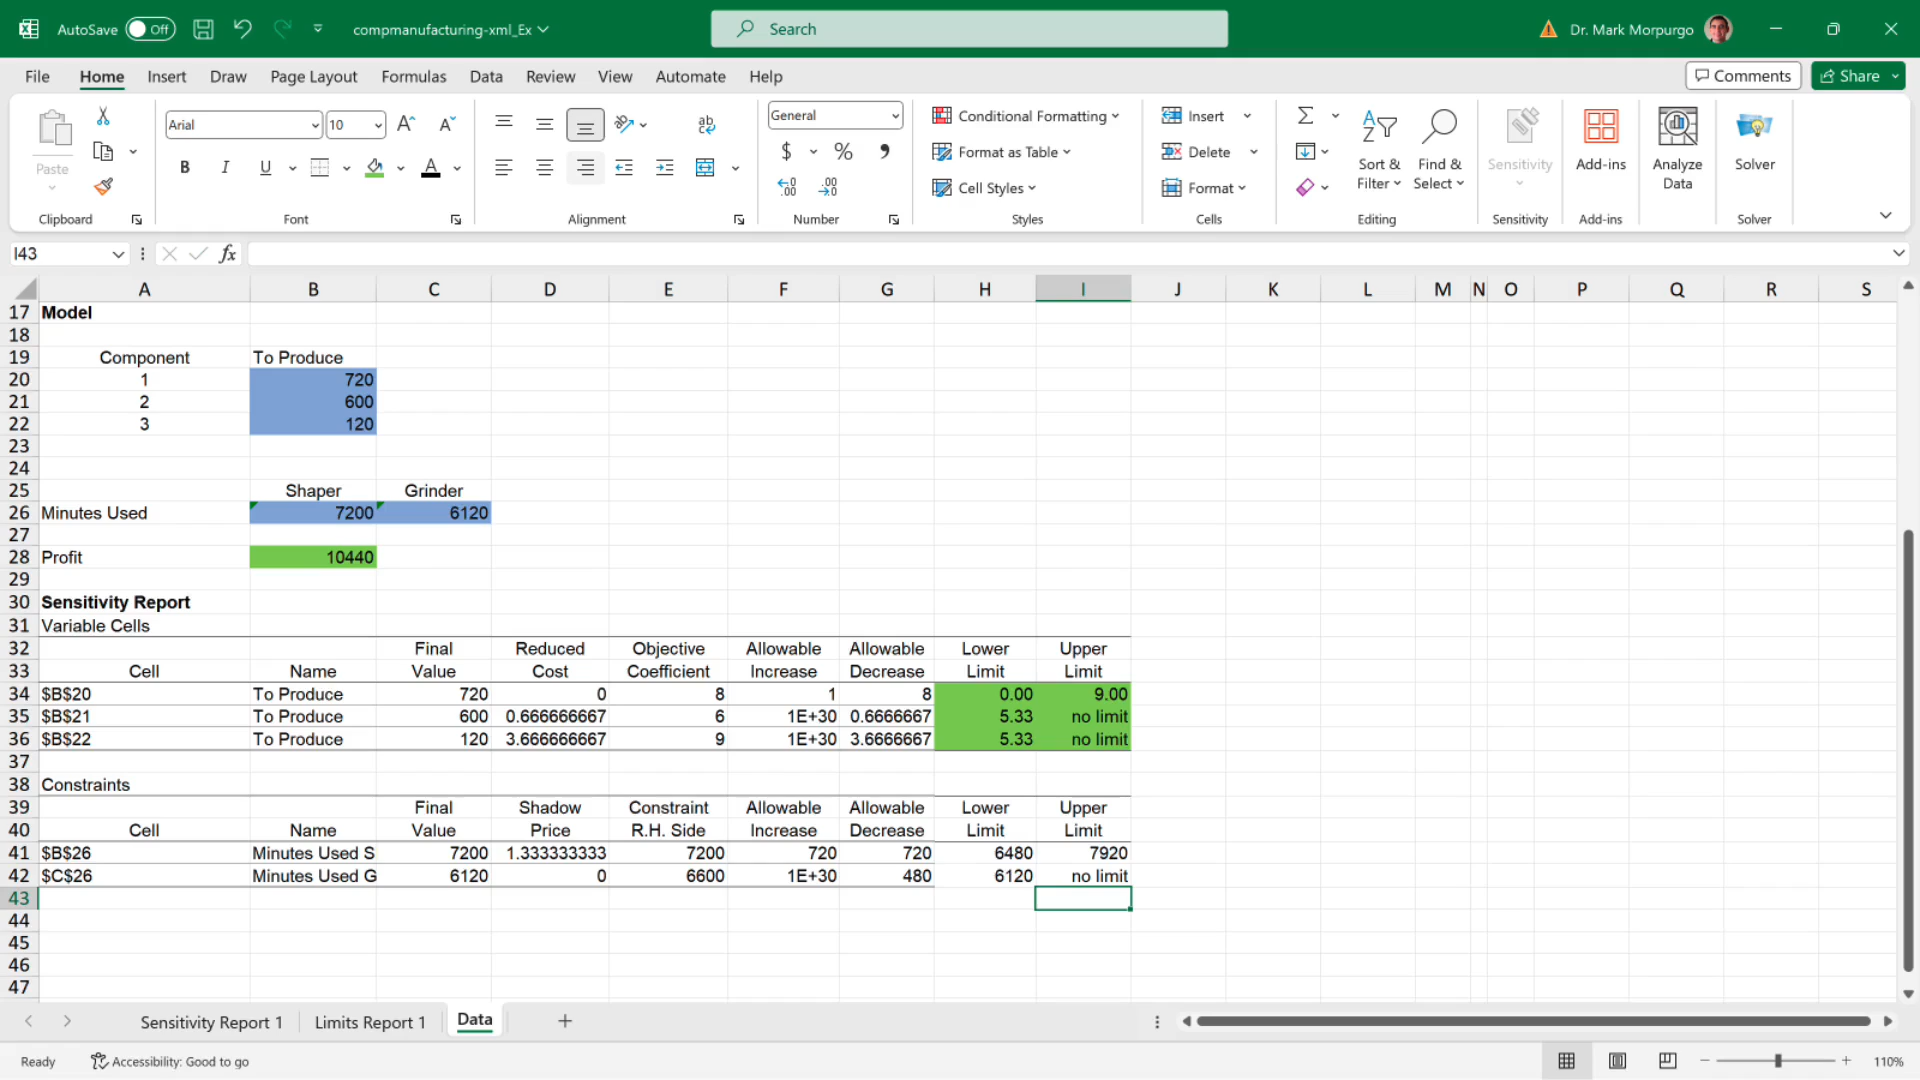 AutoSave Off compmanufacturing-xml_Ex Search Dr. Mark Morpurgo
File Home Insert Draw Page Layout Formulas Data Review View Automate Help Comments Share
Paste Arial 10 General Conditional Formatting Insert
Format as Table Delete
Cell Styles Format
Sort & Filter Find & Select Sensitivity Add-ins Analyze Data Solver
Clipboard Font Alignment Number Styles Cells Editing Sensitivity Add-ins Solver
I43 fx
A B C D E F G H I J K L M N O P Q R S
17 Model
18
19 Component To Produce
20 1 720
21 2 600
22 3 120
23
24
25 Shaper Grinder
26 Minutes Used 7200 6120
27
28 Profit 10440
29
30 Sensitivity Report
31 Variable Cells
32 Final Reduced Objective Allowable Allowable Lower Upper
33 Cell Name Value Cost Coefficient Increase Decrease Limit Limit
34 $B$20 To Produce 720 0 8 1 8 0.00 9.00
35 $B$21 To Produce 600 0.666666667 6 1E+30 0.6666667 5.33 no limit
36 $B$22 To Produce 120 3.666666667 9 1E+30 3.6666667 5.33 no limit
37
38 Constraints
39 Final Shadow Constraint Allowable Allowable Lower Upper
40 Cell Name Value Price R.H. Side Increase Decrease Limit Limit
41 $B$26 Minutes Used S 7200 1.333333333 7200 720 720 6480 7920
42 $C$26 Minutes Used G 6120 0 6600 1E+30 480 6120 no limit
43
44
45
46
47
Sensitivity Report 1 Limits Report 1 Data
Ready Accessibility: Good to go 110%